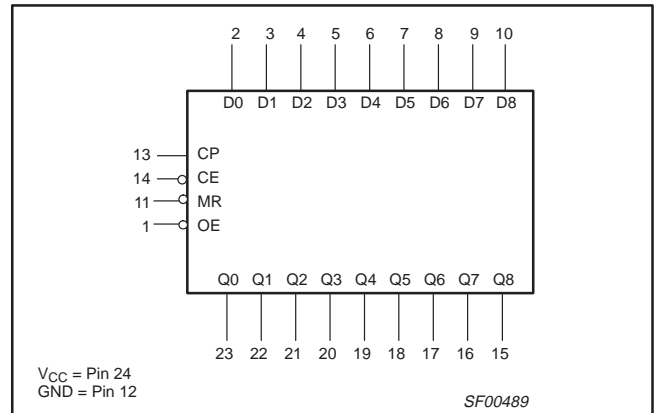 2 3 4 5 6 7 8 9 10
D0 D1 D2 D3 D4 D5 D6 D7 D8
13 CP
14 CE
11 MR
1 OE
Q0 Q1 Q2 Q3 Q4 Q5 Q6 Q7 Q8
23 22 21 20 19 18 17 16 15
VCC = Pin 24
GND = Pin 12
SF00489